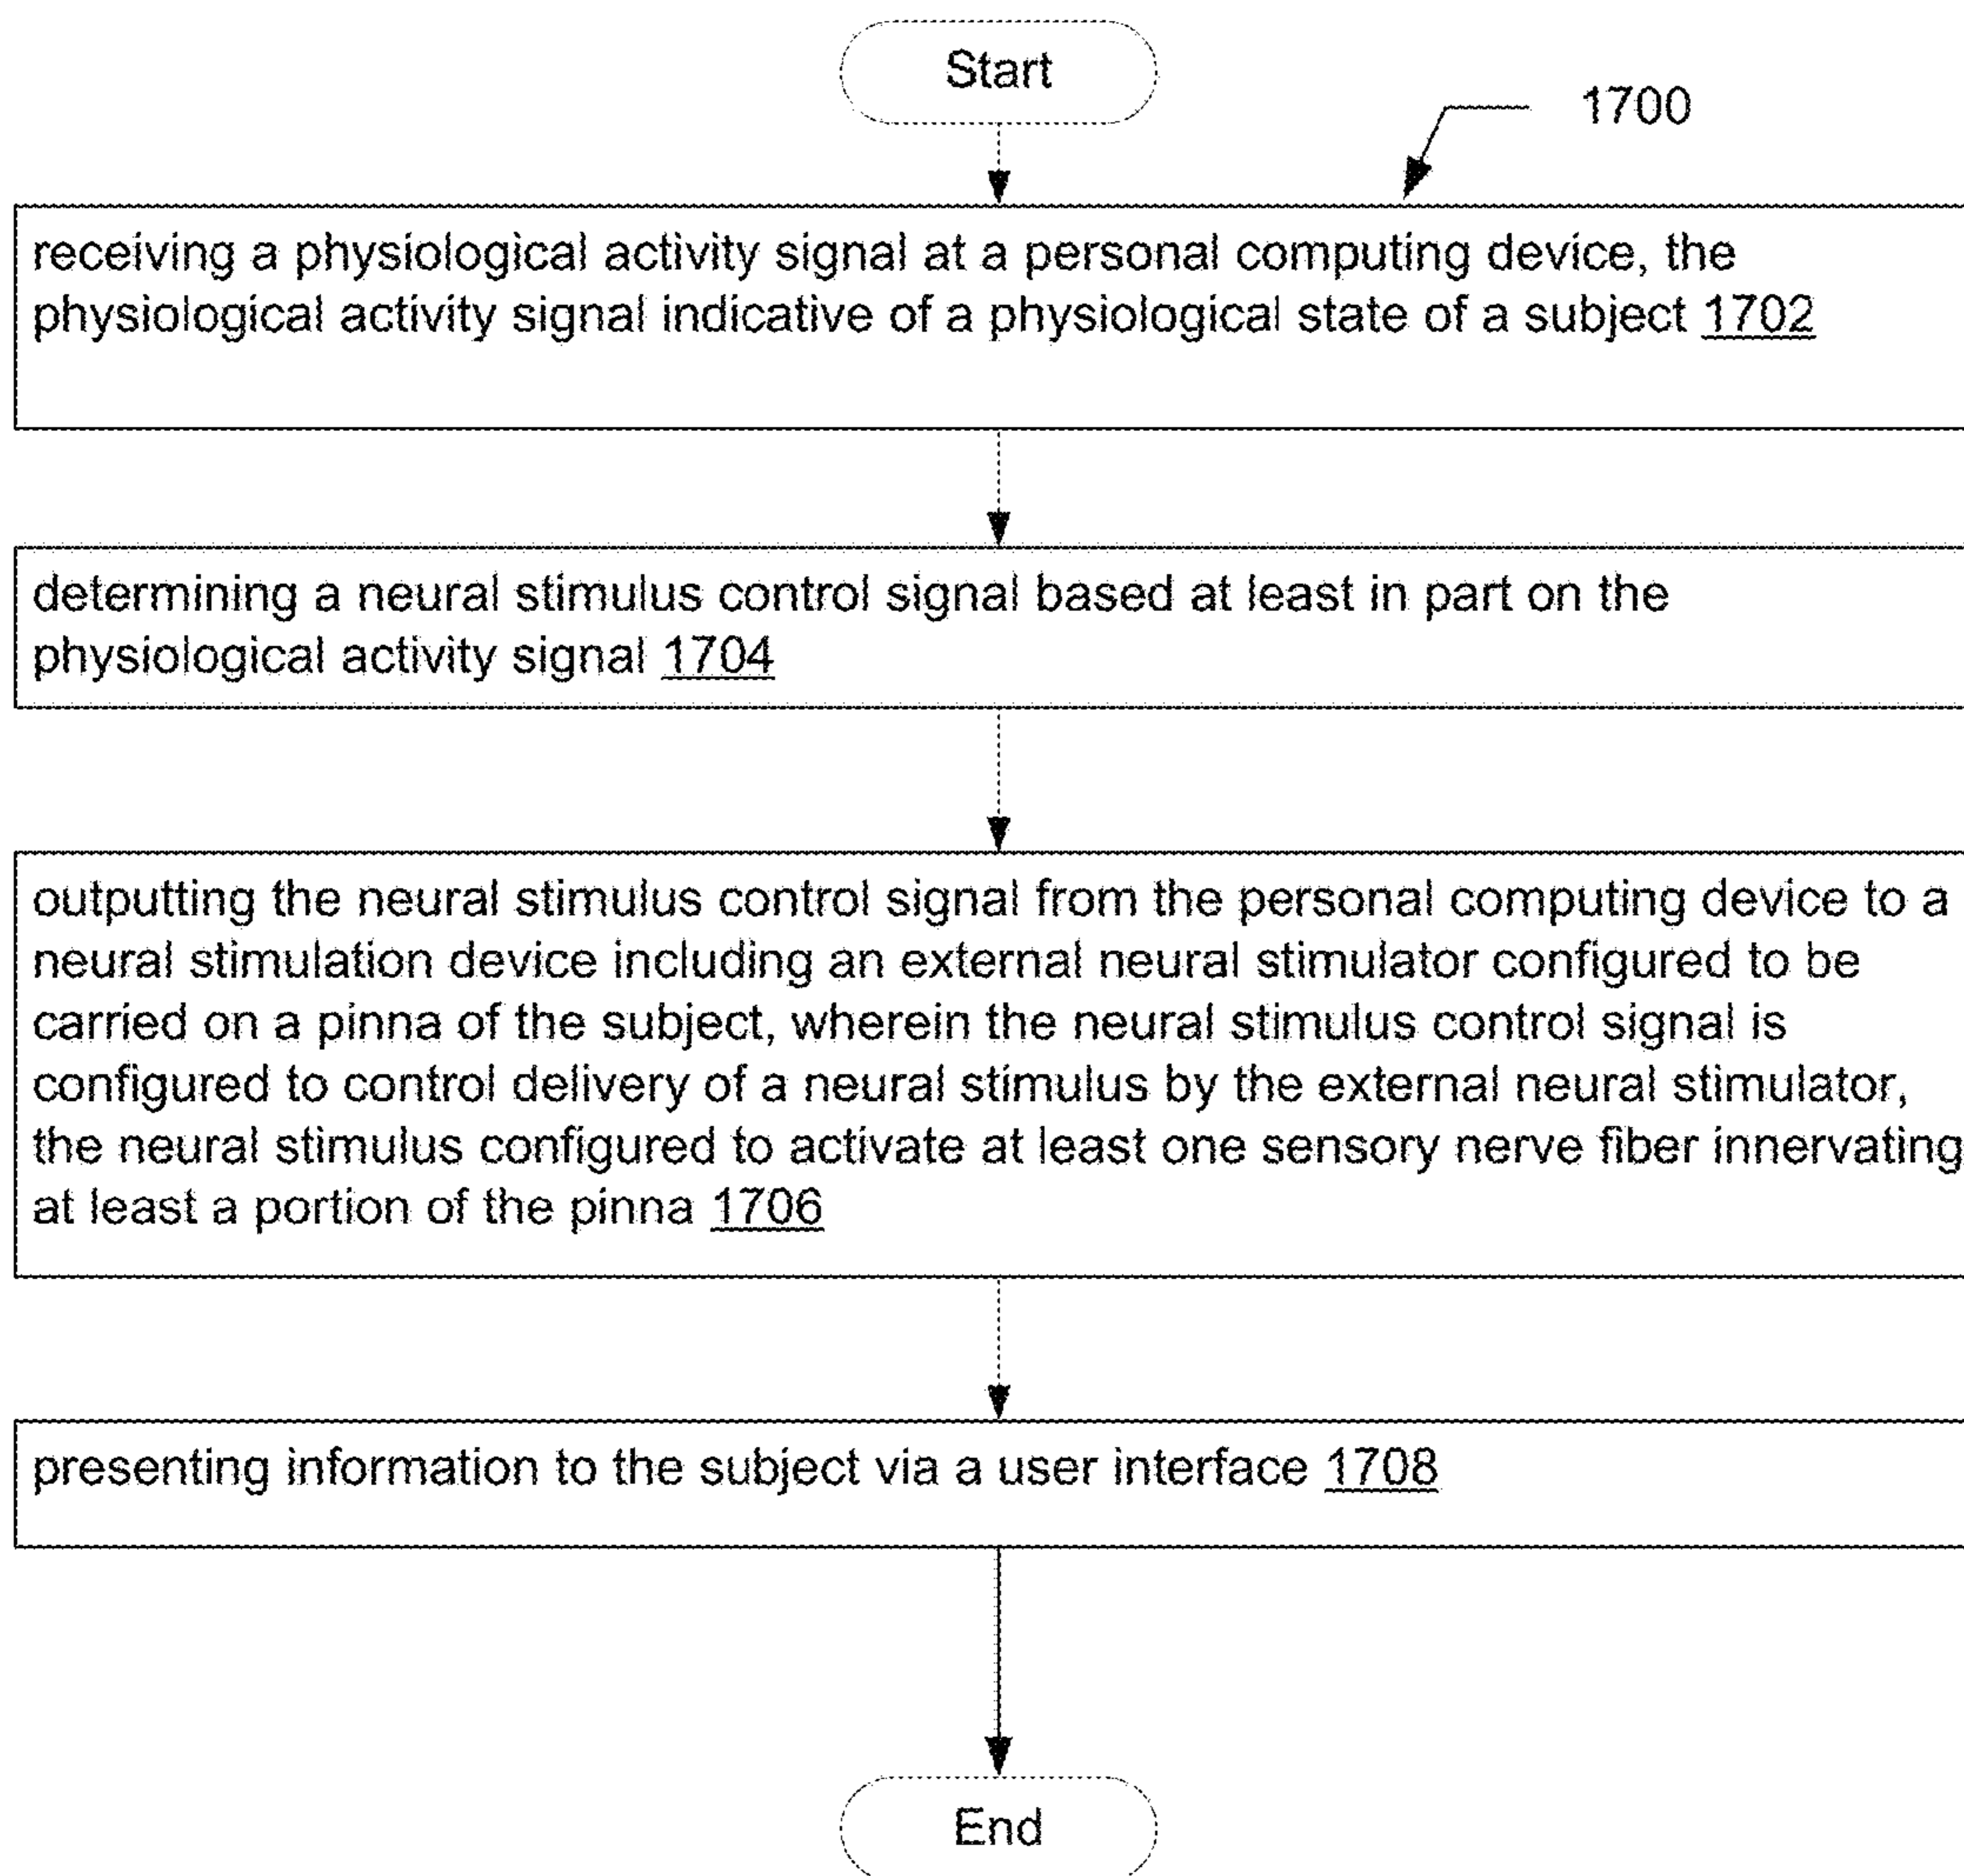 Start
1700
receiving a physiological activity signal at a personal computing device, the
physiological activity signal indicative of a physiological state of a subject 1702
determining a neural stimulus control signal based at least in part on the
physiological activity signal 1704
outputting the neural stimulus control signal from the personal computing device to a
neural stimulation device including an external neural stimulator configured to be
carried on a pinna of the subject, wherein the neural stimulus control signal is
configured to control delivery of a neural stimulus by the external neural stimulator,
the neural stimulus configured to activate at least one sensory nerve fiber innervating
at least a portion of the pinna 1706
presenting information to the subject via a user interface 1708
End